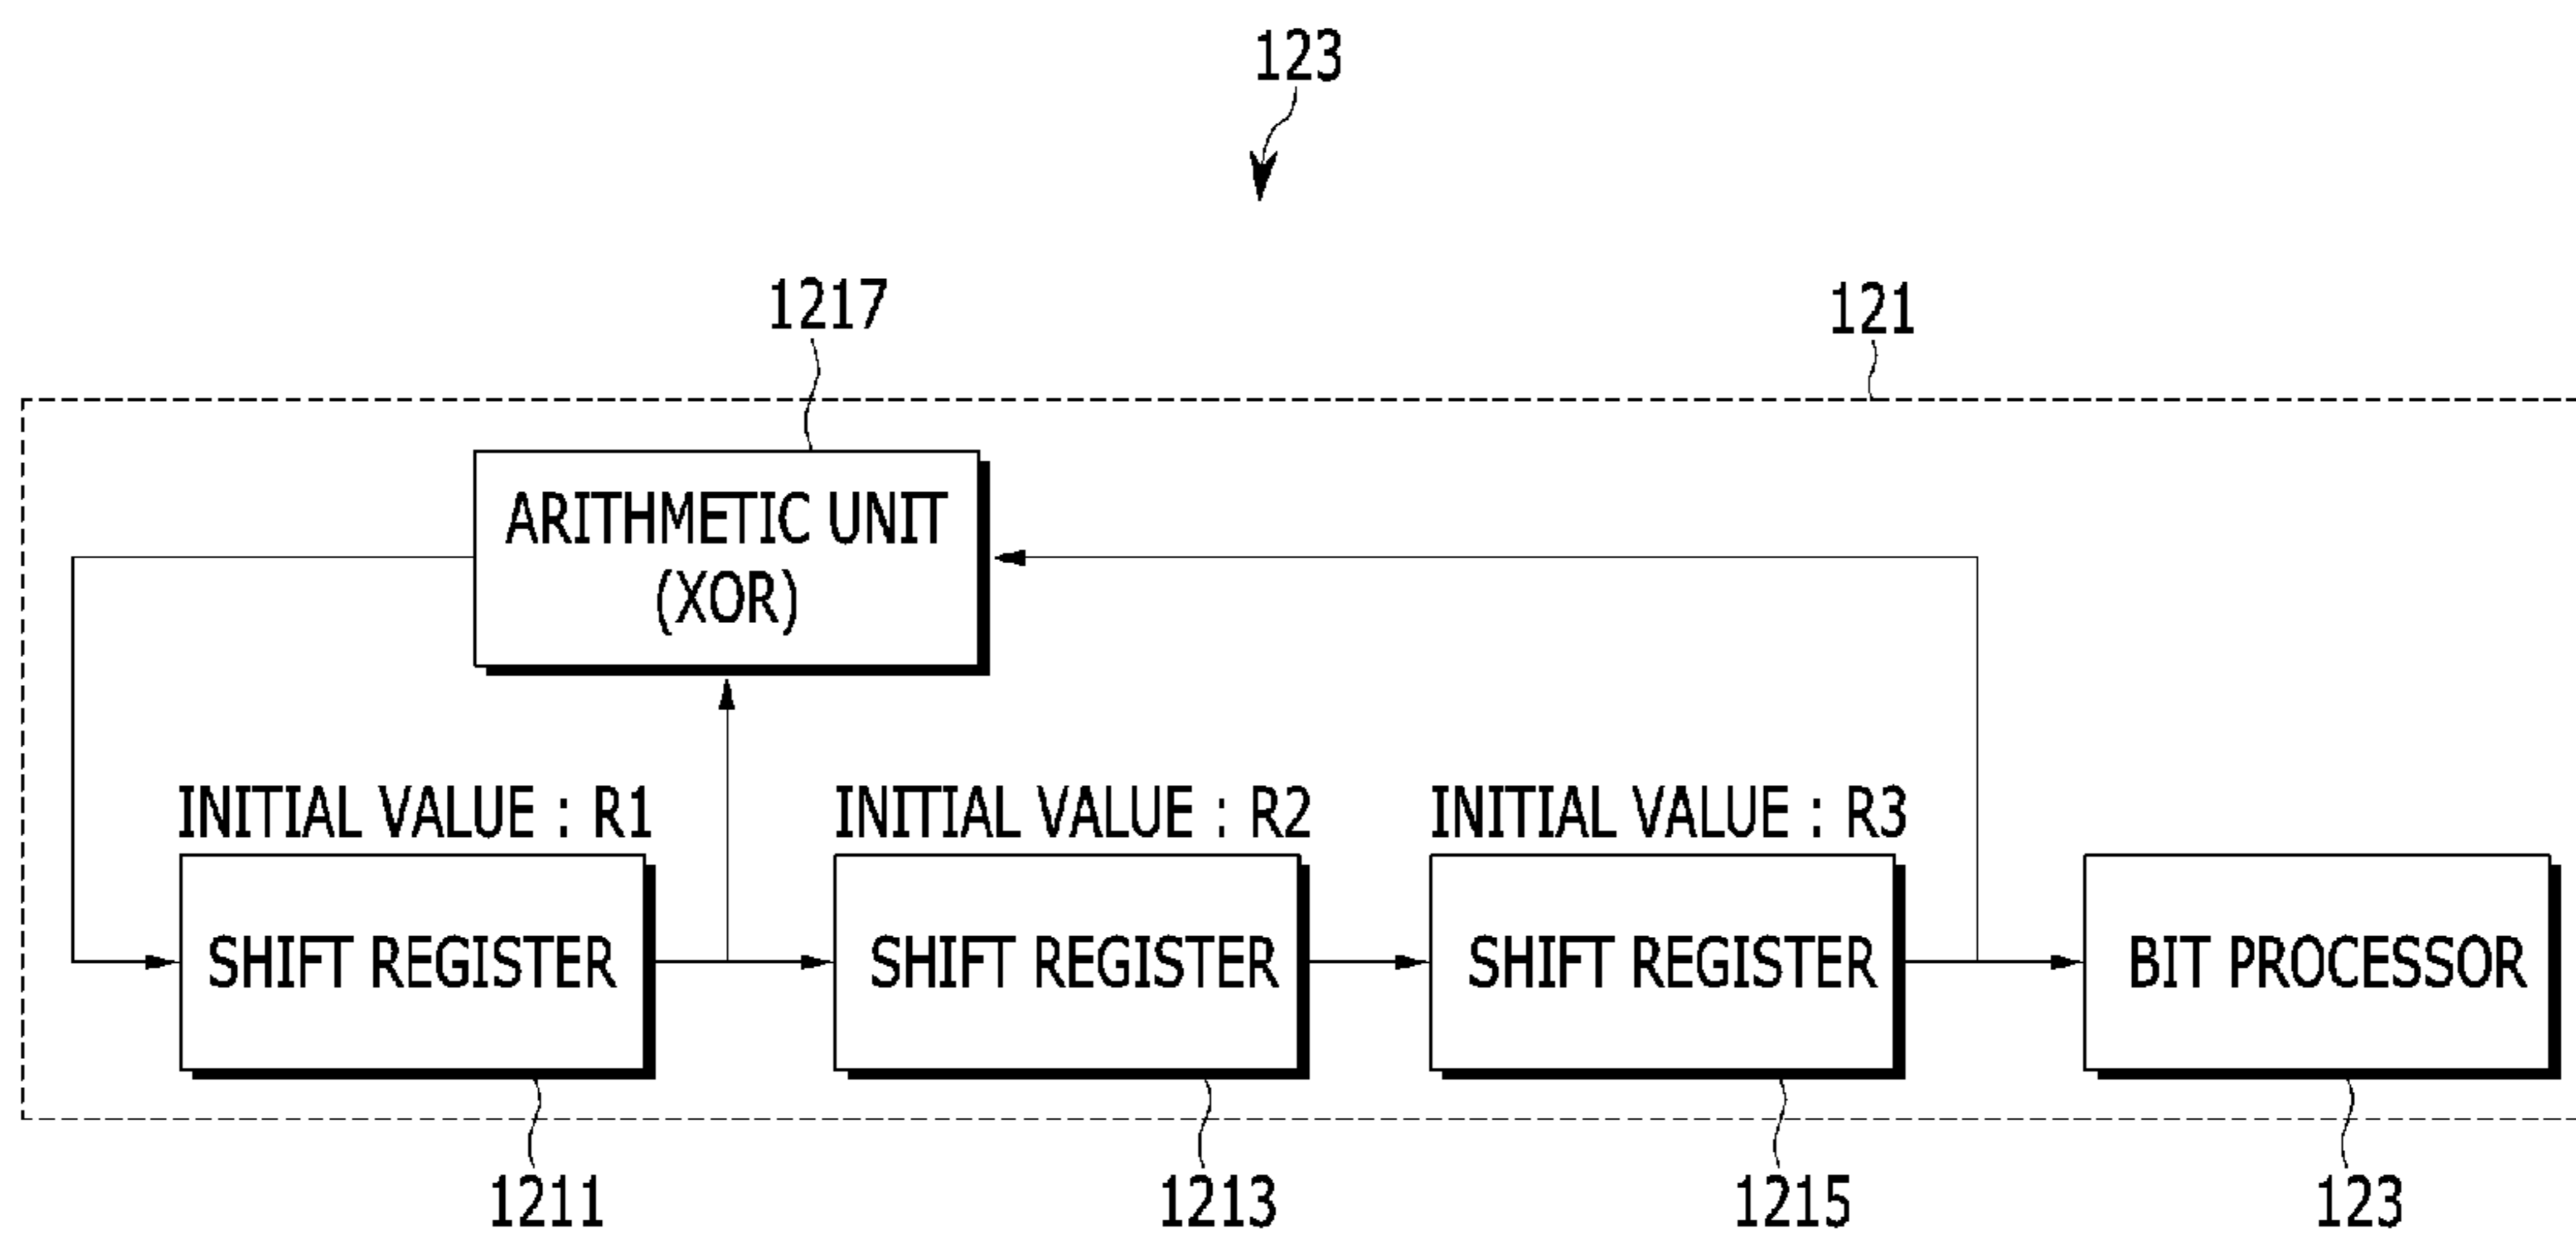 123
1217
121
ARITHMETIC UNIT
(XOR)
INITIAL VALUE : R1
INITIAL VALUE : R2
INITIAL VALUE : R3
SHIFT REGISTER
SHIFT REGISTER
SHIFT REGISTER
BIT PROCESSOR
1211
1213
1215
123